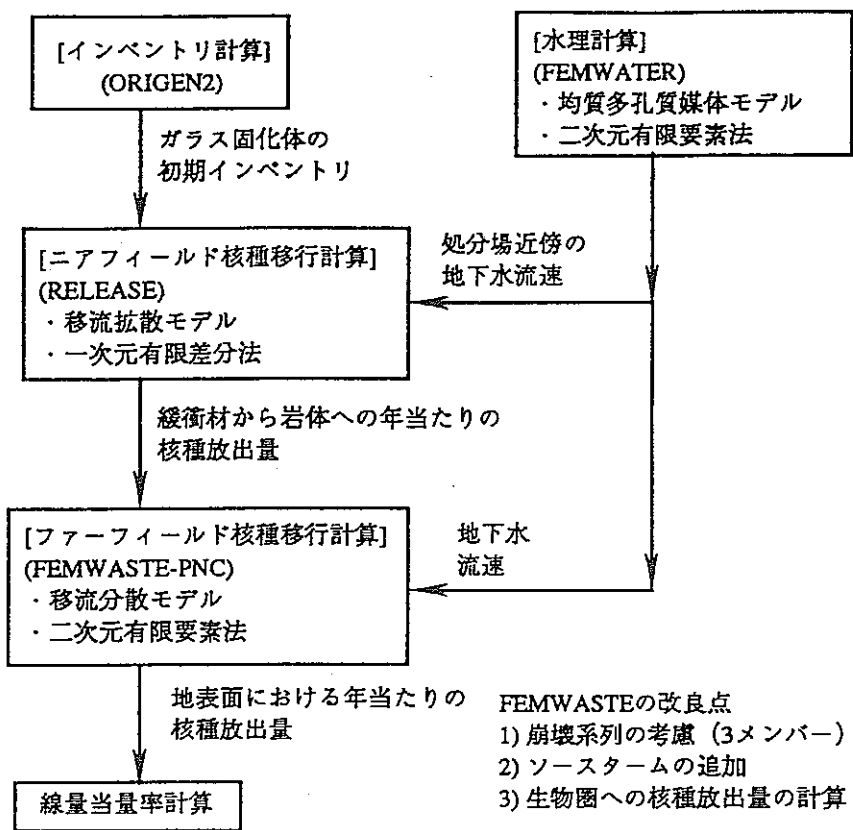 [インベントリ計算]
(ORIGEN2)
[水理計算]
(FEMWATER)
・均質多孔質媒体モデル
・二次元有限要素法
ガラス固化体の
初期インベントリ
処分場近傍の
地下水流速
[ニアフィールド核種移行計算]
(RELEASE)
・移流拡散モデル
・一次元有限差分法
緩衝材から岩体への年当たりの
核種放出量
[ファーフィールド核種移行計算]
(FEMWASTE-PNC)
・移流分散モデル
・二次元有限要素法
地下水
流速
地表面における年当たりの
核種放出量
線量当量率計算
FEMWASTEの改良点
1) 崩壊系列の考慮（3メンバー）
2) ソースタームの追加
3) 生物圏への核種放出量の計算